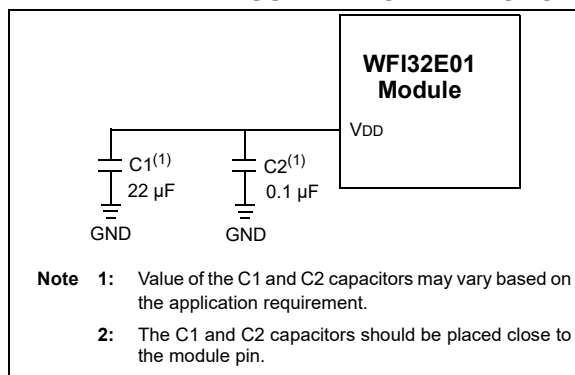 WFI32E01
Module
VDD
C1(1)
C2(1)
22 µF
0.1 µF
GND
GND
Note 1: Value of the C1 and C2 capacitors may vary based on
the application requirement.
2: The C1 and C2 capacitors should be placed close to
the module pin.